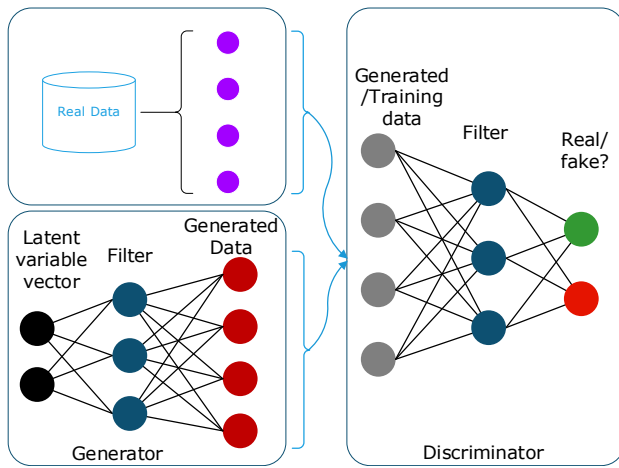 Real Data
Latent
variable
vector
Filter
Generated
Data
Generator
Generated
/Training
data
Filter
Real/
fake?
Discriminator